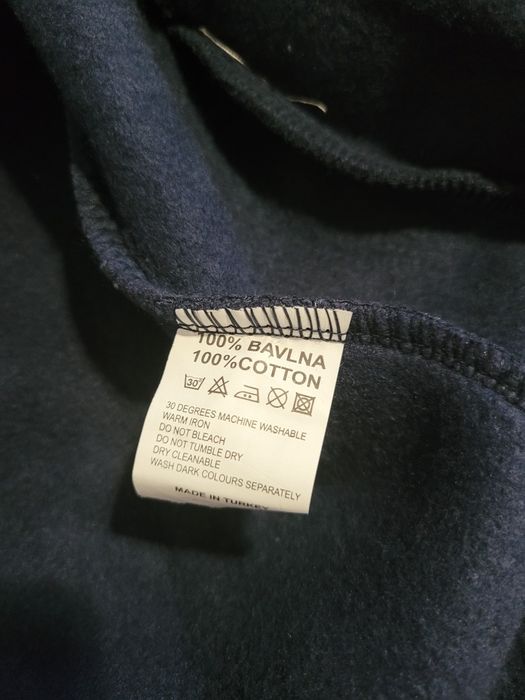 100% BAVLNA
100%COTTON
30
30 DEGREES MACHINE WASHABLE
WARM IRON
DO NOT BLEACH
DO NOT TUMBLE DRY
DRY CLEANABLE
WASH DARK COLOURS SEPARATELY
MADE IN TURKEY